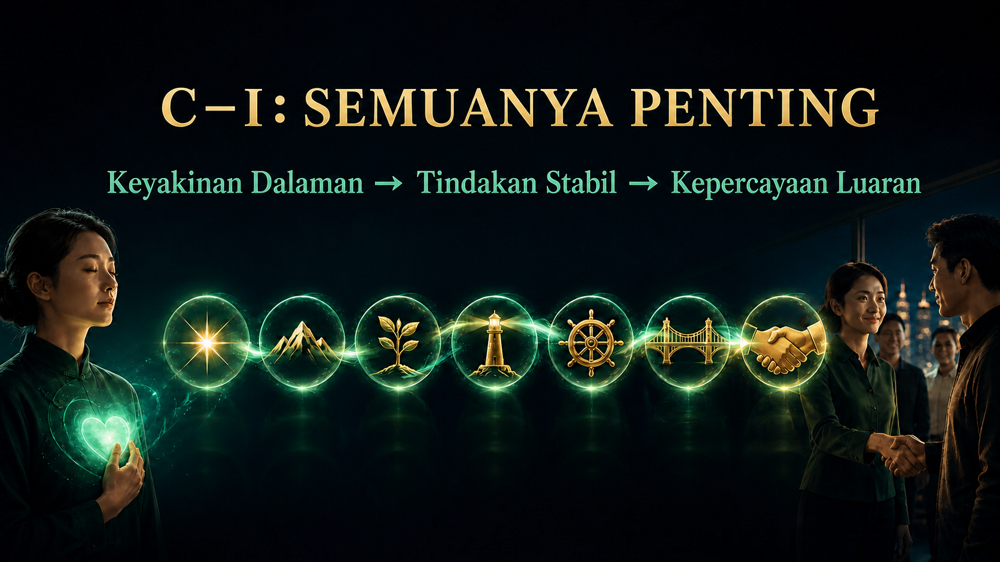 C – I : SEMUANYA PENTING
Keyakinan Dalaman → Tindakan Stabil → Kepercayaan Luaran